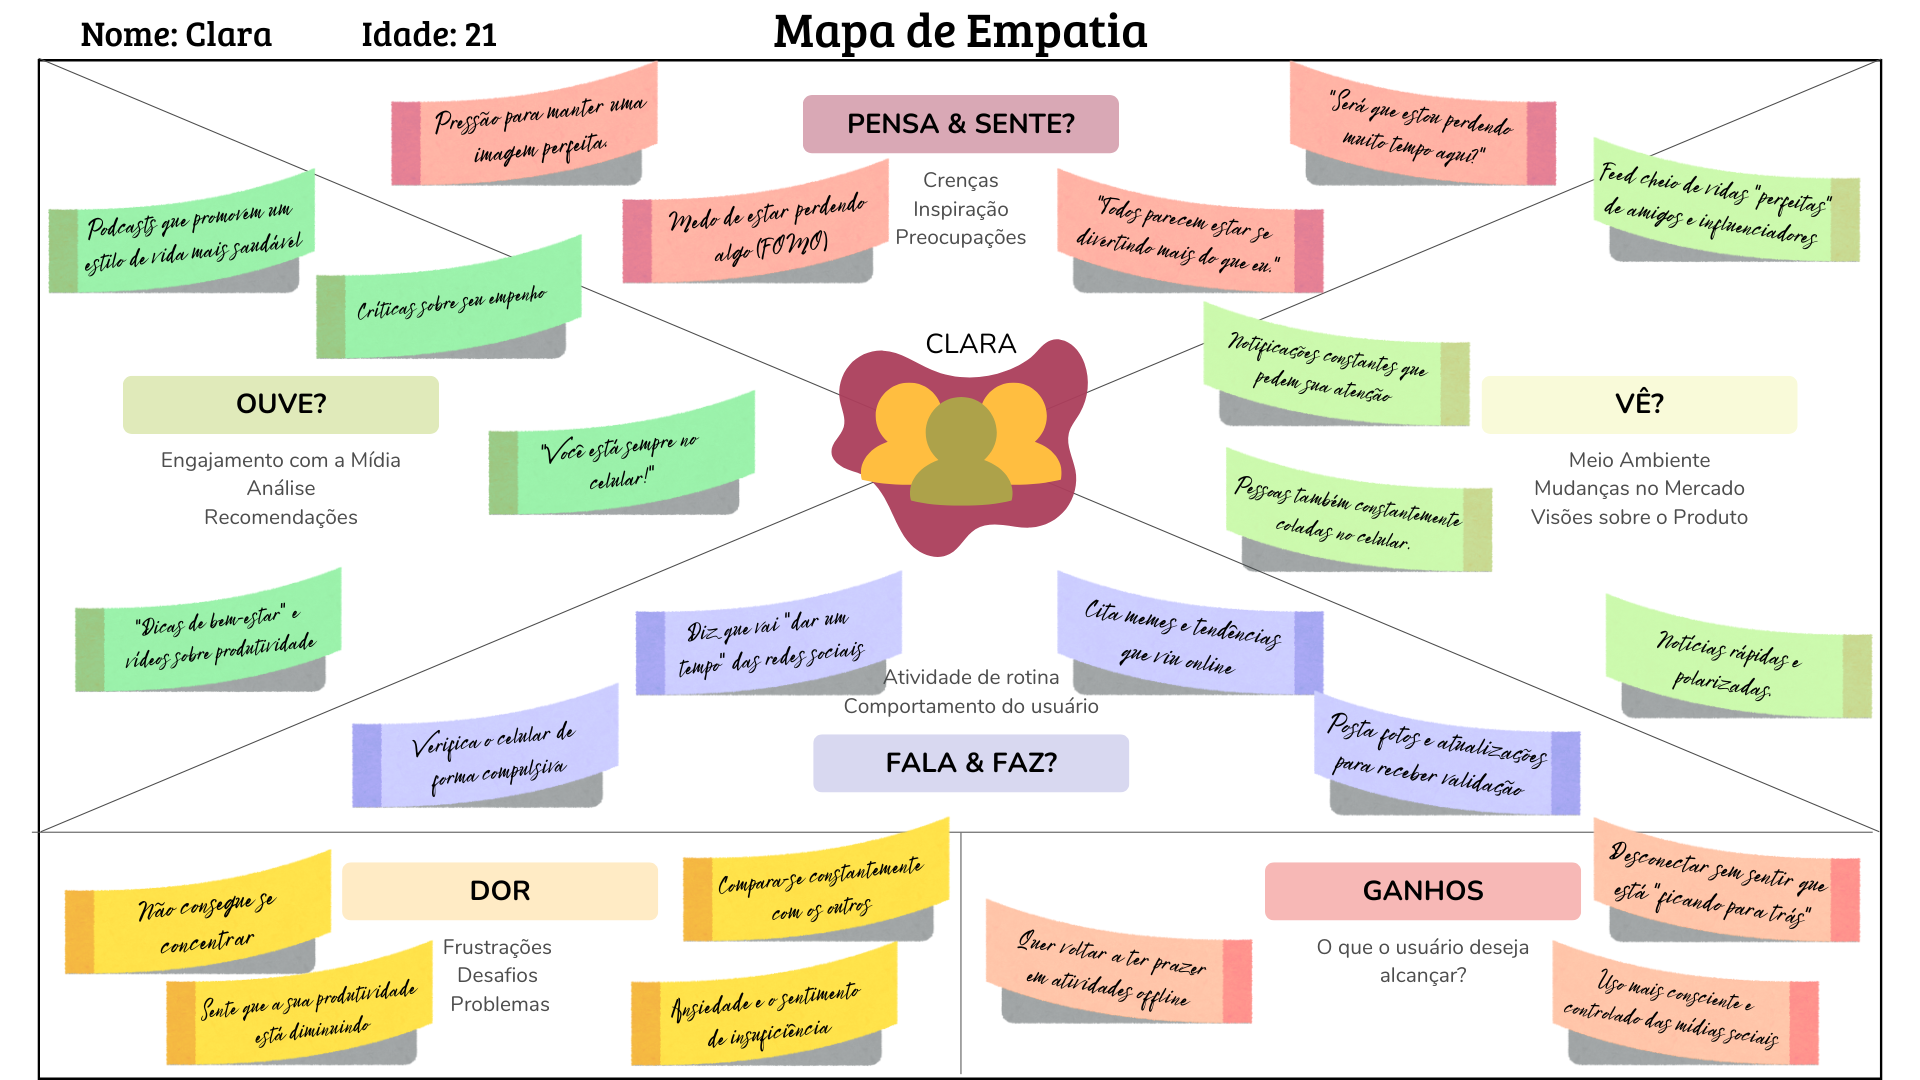 Nome: Clara
Idade: 21
Mapa de Empatia
PENSA & SENTE?
Crenças
Inspiração
Preocupações
Pressão para manter uma
imagem perfeita.
Medo de estar perdendo
algo (FOMO)
"Todos parecem estar se
divertindo mais do que eu."
"Será que estou perdendo
muito tempo aqui?"
Podcasts que promovem um
estilo de vida mais saudável
Críticas sobre seu empenho
OUVE?
Engajamento com a Mídia
Análise
Recomendações
"Você está sempre no
celular!"
"Dicas de bem-estar" e
vídeos sobre produtividade
CLARA
Feed cheio de vidas "perfeitas"
de amigos e influenciadores
Notificações constantes que
pedem sua atenção
VÊ?
Meio Ambiente
Mudanças no Mercado
Visões sobre o Produto
Pessoas também constantemente
coladas no celular.
Notícias rápidas e
polarizadas.
Diz que vai "dar um
tempo" das redes sociais
Cita memes e tendências
que viu online
Atividade de rotina
Comportamento do usuário
FALA & FAZ?
Verifica o celular de
forma compulsiva
Posta fotos e atualizações
para receber validação
DOR
Frustrações
Desafios
Problemas
Não consegue se
concentrar
Sente que a sua produtividade
está diminuindo
Compara-se constantemente
com os outros
Ansiedade e o sentimento
de insuficiência
GANHOS
O que o usuário deseja
alcançar?
Quer voltar a ter prazer
em atividades offline
Desconectar sem sentir que
está "ficando para trás"
Uso mais consciente e
controlado das mídias sociais